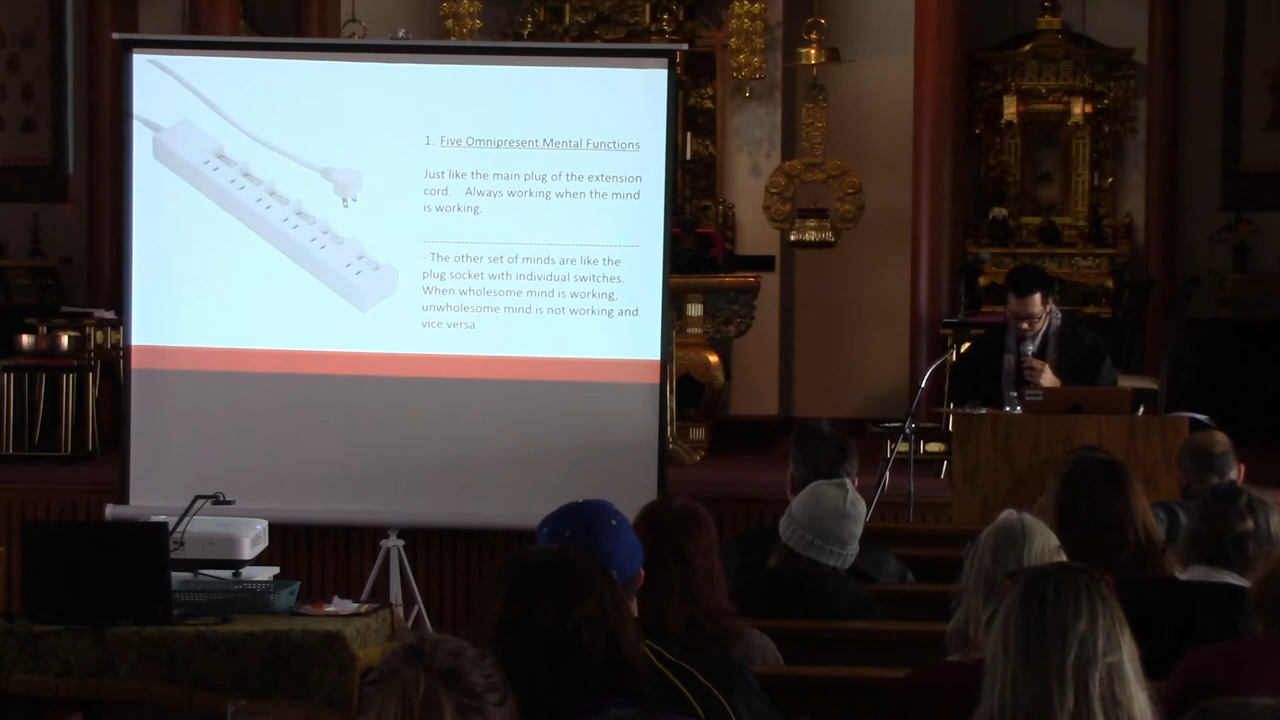 1. Five Omnipresent Mental Functions
Just like the main plug of the extension
cord. Always working when the mind
is working.
- The other set of minds are like the
plug socket with individual switches.
When wholesome mind is working,
unwholesome mind is not working and
vice versa.